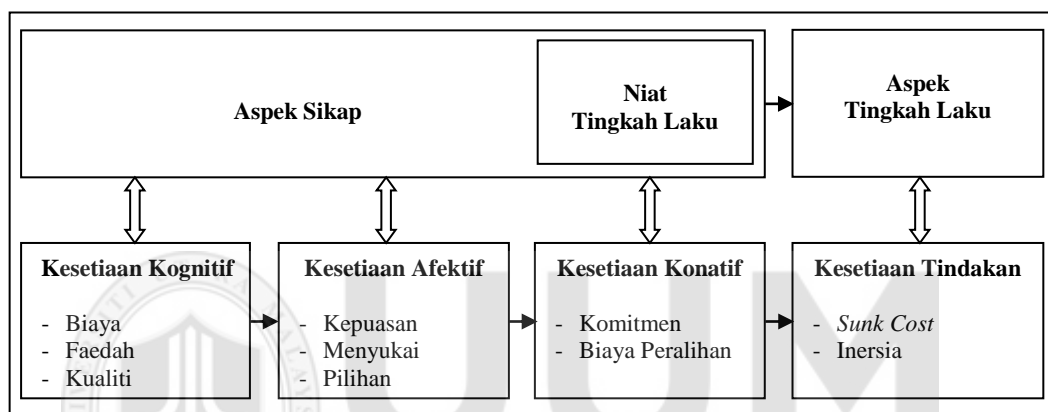 Aspek Sikap
Niat
Tingkah Laku
Aspek
Tingkah Laku
Kesetiaan Kognitif
- Biaya
- Faedah
- Kualiti
Kesetiaan Afektif
- Kepuasan
- Menyukai
- Pilihan
Kesetiaan Konatif
- Komitmen
- Biaya Peralihan
Kesetiaan Tindakan
- Sunk Cost
- Inersia
UUM